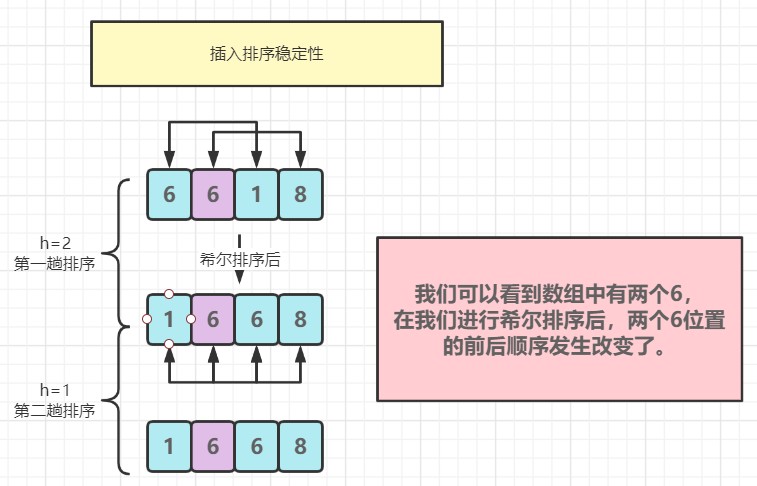 插入排序稳定性
6 6 1 8
h=2
第一趟排序
希尔排序后
1 6 6 8
h=1
第二趟排序
1 6 6 8
我们可以看到数组中有两个6，
在我们进行希尔排序后，两个6位置
的前后顺序发生改变了。